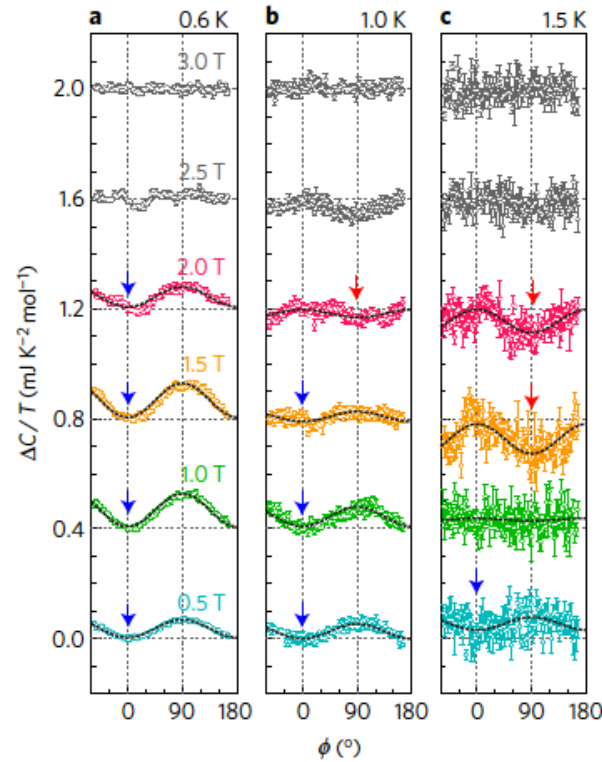 a 0.6 K b 1.0 K c 1.5 K
3.0 T
2.0
2.5 T
1.6
2.0 T
1.2
1.5 T
0.8
1.0 T
0.4
0.5 T
0.0
ΔC/T (mJ K⁻² mol⁻¹)
0 90 180 0 90 180 0 90 180
ϕ (°)